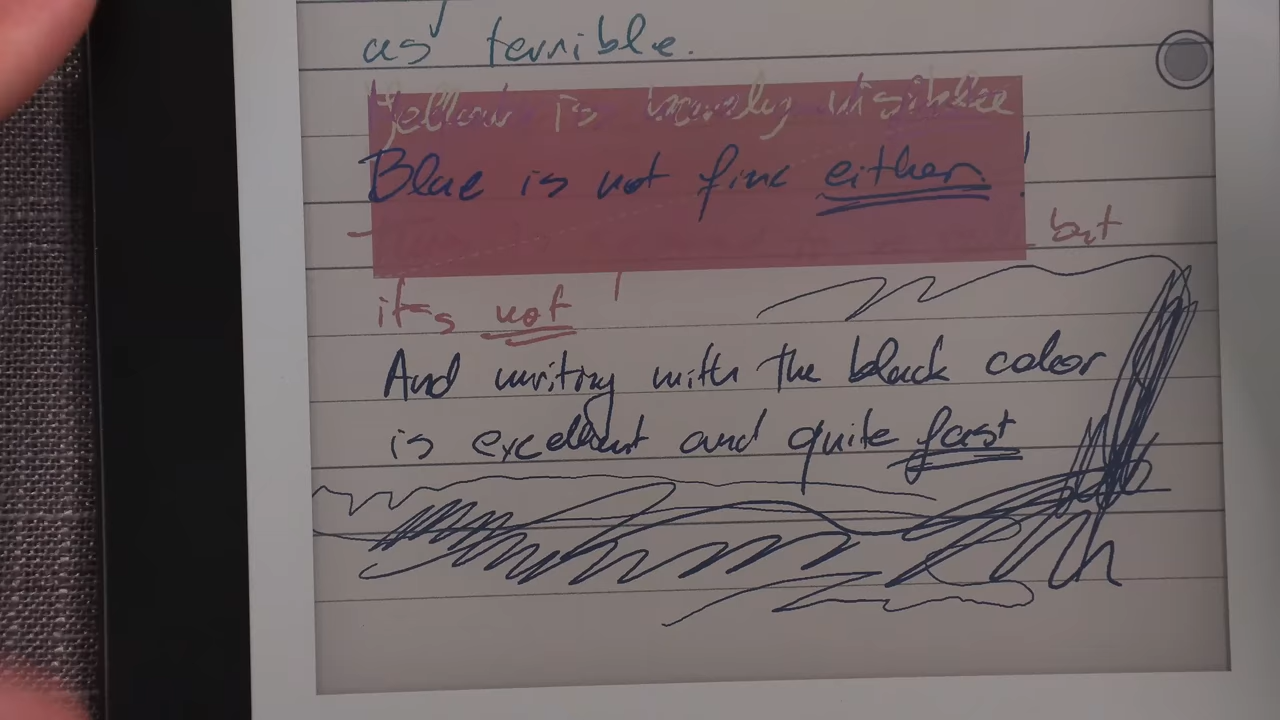 as terrible.
Yellow is barely visible
Blue is not fine either!
but
it's not!
And writing with the black color
is excellent and quite fast